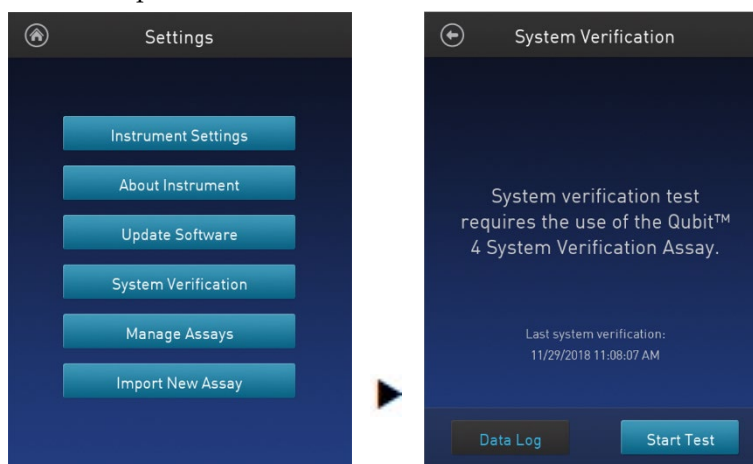 Settings
Instrument Settings
About Instrument
Update Software
System Verification
Manage Assays
Import New Assay
System Verification
System verification test
requires the use of the Qubit™
4 System Verification Assay.
Last system verification:
11/29/2018 11:08:07 AM
Data Log
Start Test